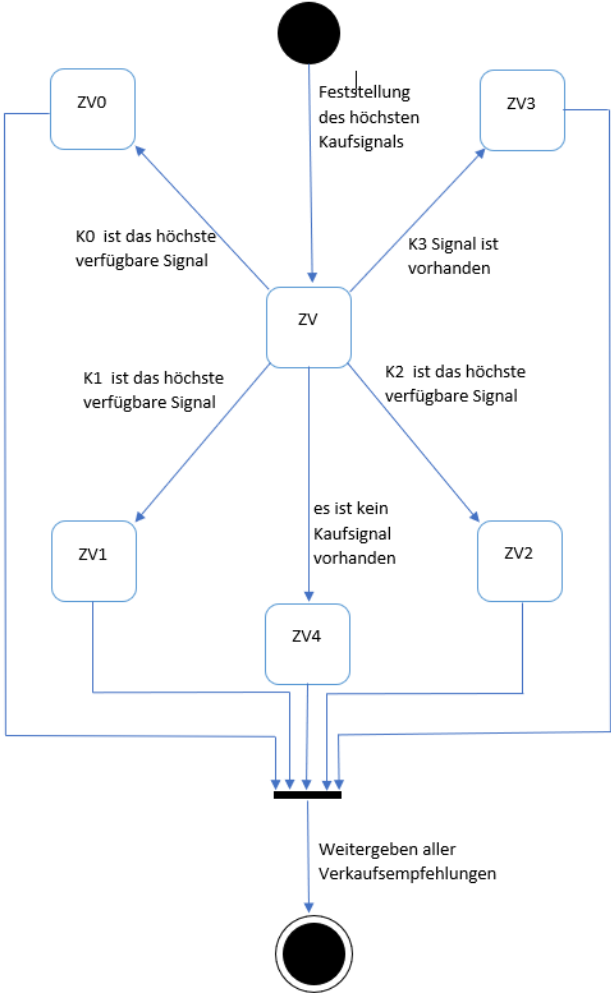 Feststellung
des höchsten
Kaufsignals
ZV0
ZV3
K0 ist das höchste
verfügbare Signal
K3 Signal ist
vorhanden
ZV
K1 ist das höchste
verfügbare Signal
K2 ist das höchste
verfügbare Signal
es ist kein
Kaufsignal
vorhanden
ZV1
ZV2
ZV4
Weitergeben aller
Verkaufsempfehlungen